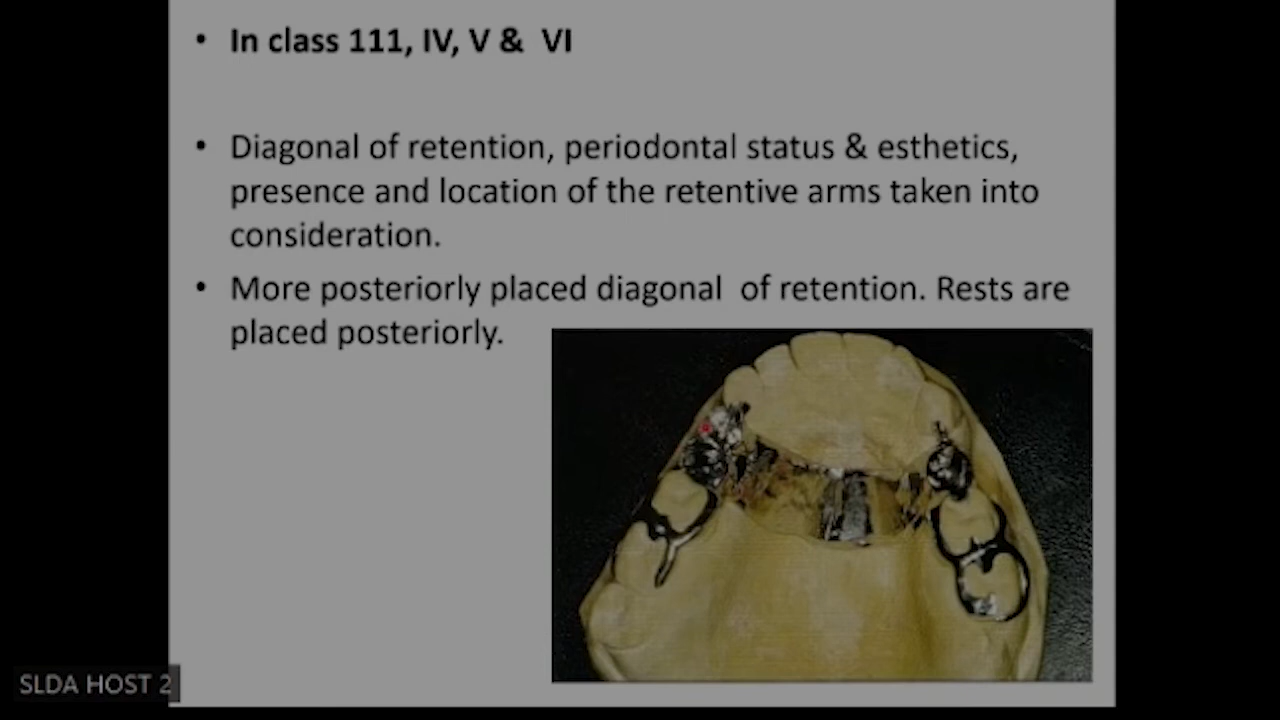 • In class 111, IV, V & VI
• Diagonal of retention, periodontal status & esthetics,
presence and location of the retentive arms taken into
consideration.
• More posteriorly placed diagonal of retention. Rests are
placed posteriorly.
SLDA HOST 2